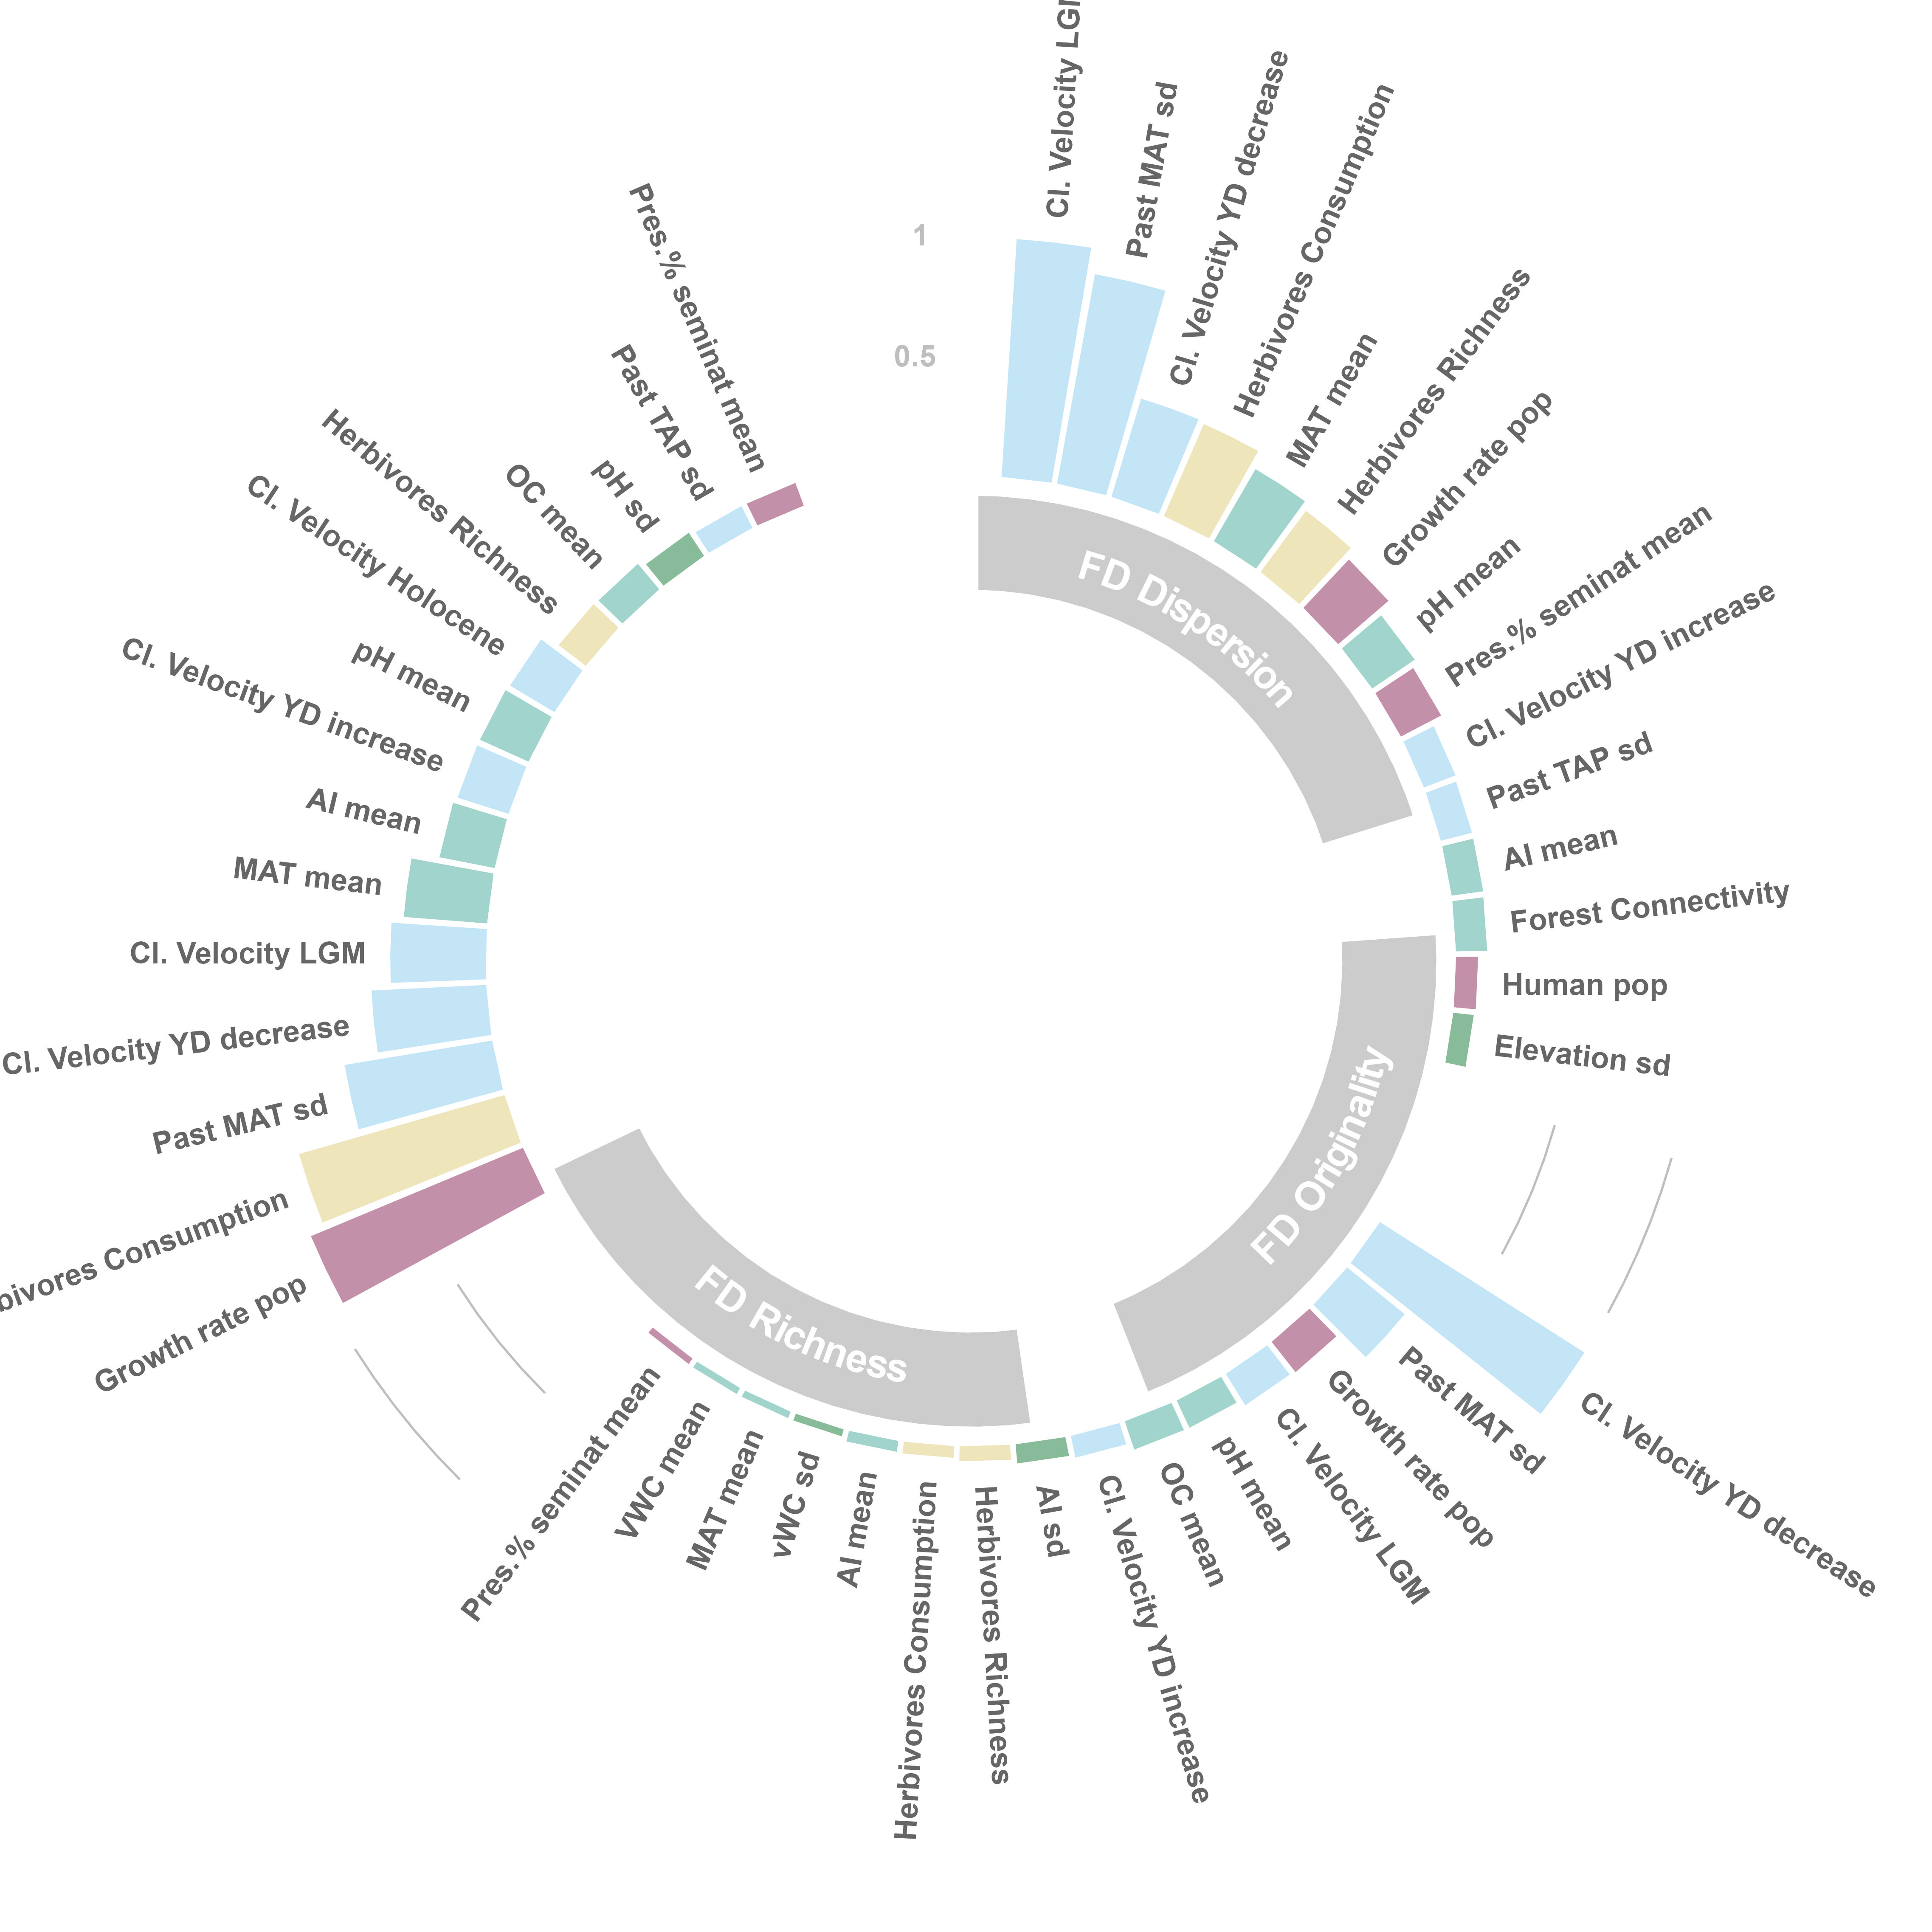 1
0.5
Cl. Velocity LG
Past MAT sd
Cl. Velocity YD decrease
Herbivores Consumption
MAT mean
Herbivores Richness
Growth rate pop
pH mean
Pres.% seminat mean
Cl. Velocity YD increase
Past TAP sd
AI mean
Forest Connectivity
Human pop
Elevation sd
FD Dispersion
FD Originality
Cl. Velocity YD decrease
Past MAT sd
Growth rate pop
Cl. Velocity LGM
pH mean
OC mean
Cl. Velocity YD increase
AI sd
Herbivores Richness
Herbivores Consumption
AI mean
vWC sd
MAT mean
VWC mean
Pres.% seminat mean
FD Richness
Growth rate pop
bivores Consumption
Past MAT sd
Cl. Velocity YD decrease
Cl. Velocity LGM
MAT mean
AI mean
Cl. Velocity YD increase
pH mean
Cl. Velocity Holocene
Herbivores Richness
OC mean
pH sd
Past TAP sd
Pres.% seminat mean